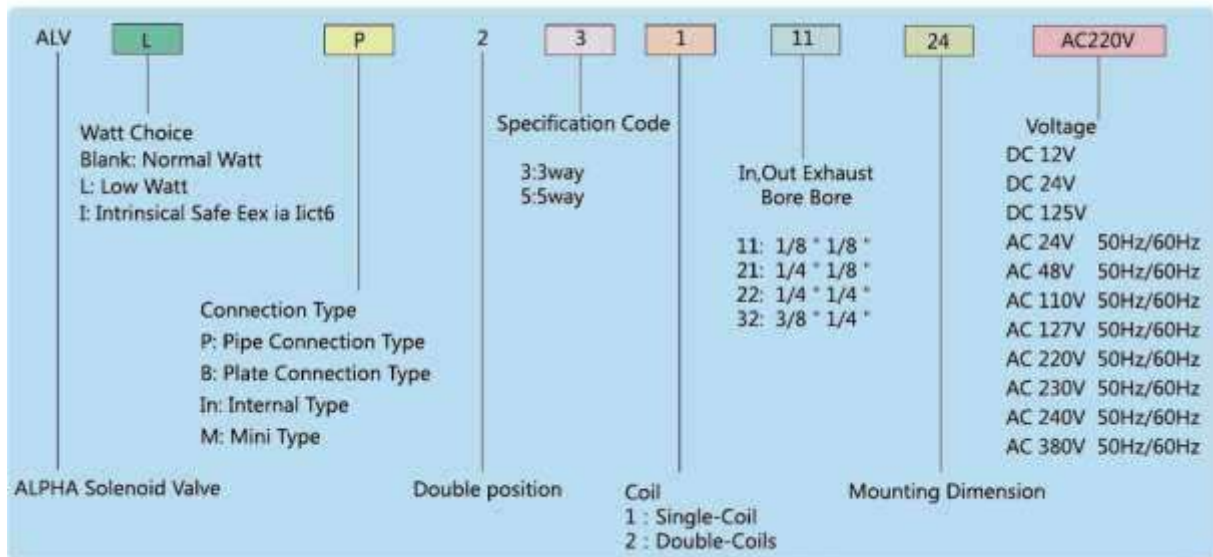 ALV L P 2 3 1 11 24 AC220V
Watt Choice
Blank: Normal Watt
L: Low Watt
I: Intrinsical Safe Eex ia Iict6
Connection Type
P: Pipe Connection Type
B: Plate Connection Type
In: Internal Type
M: Mini Type
Specification Code
3:3way
5:5way
In,Out Exhaust
Bore Bore
11: 1/8 " 1/8 "
21: 1/4 " 1/8 "
22: 1/4 " 1/4 "
32: 3/8 " 1/4 "
Voltage
DC 12V
DC 24V
DC 125V
AC 24V 50Hz/60Hz
AC 48V 50Hz/60Hz
AC 110V 50Hz/60Hz
AC 127V 50Hz/60Hz
AC 220V 50Hz/60Hz
AC 230V 50Hz/60Hz
AC 240V 50Hz/60Hz
AC 380V 50Hz/60Hz
ALPHA Solenoid Valve
Double position
Coil
1 : Single-Coil
2 : Double-Coils
Mounting Dimension